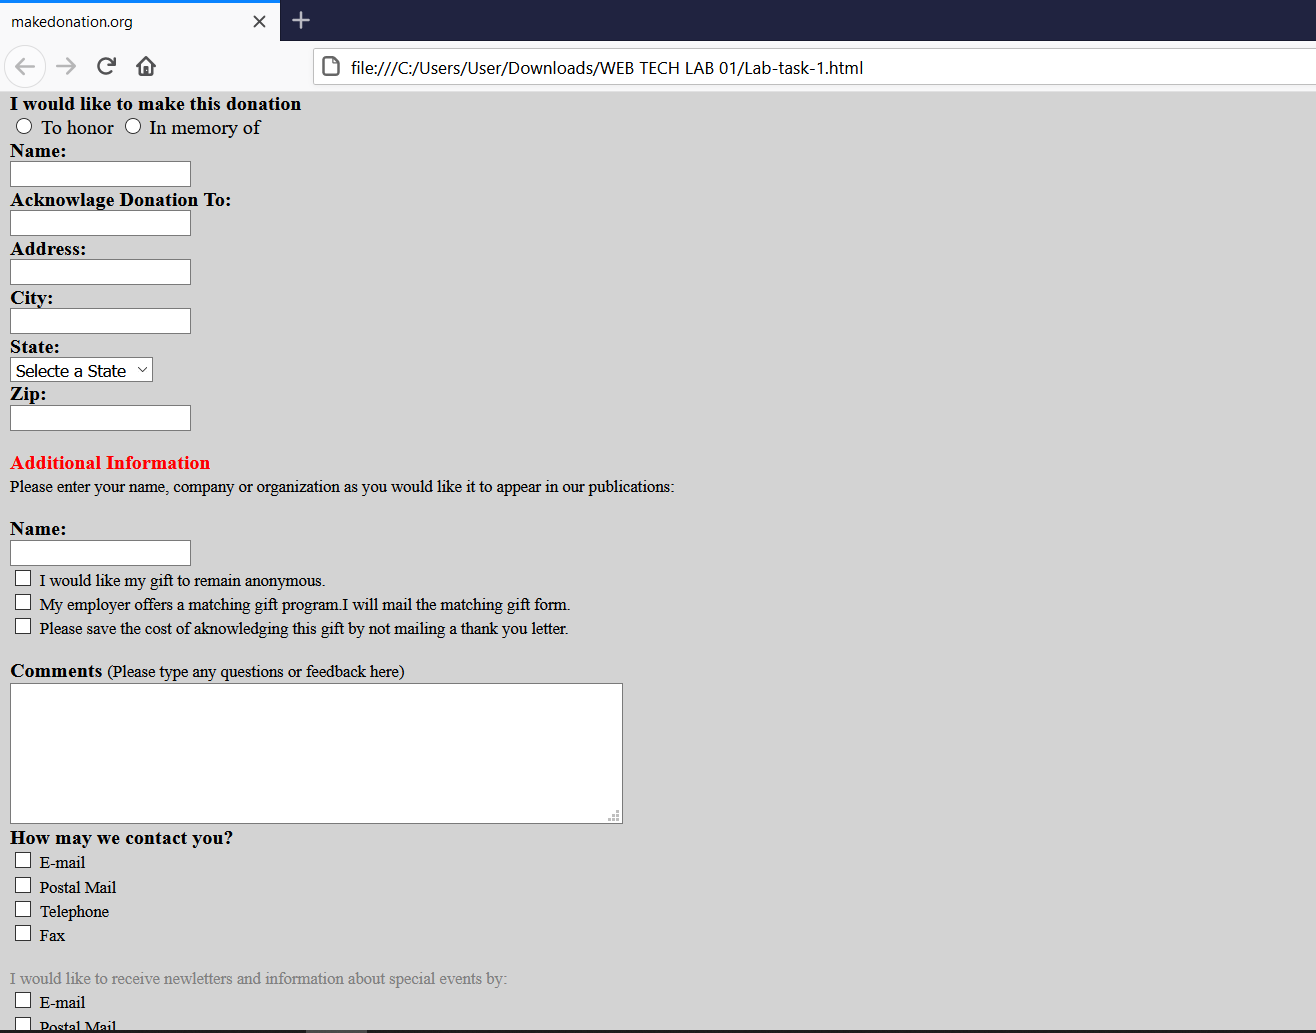 makedonation.org
file:///C:/Users/User/Downloads/WEB TECH LAB 01/Lab-task-1.html
I would like to make this donation
To honor In memory of
Name:
Acknowlage Donation To:
Address:
City:
State:
Selecte a State
Zip:
Additional Information
Please enter your name, company or organization as you would like it to appear in our publications:
Name:
I would like my gift to remain anonymous.
My employer offers a matching gift program.I will mail the matching gift form.
Please save the cost of aknowledging this gift by not mailing a thank you letter.
Comments (Please type any questions or feedback here)
How may we contact you?
E-mail
Postal Mail
Telephone
Fax
I would like to receive newletters and information about special events by:
E-mail
Postal Mail